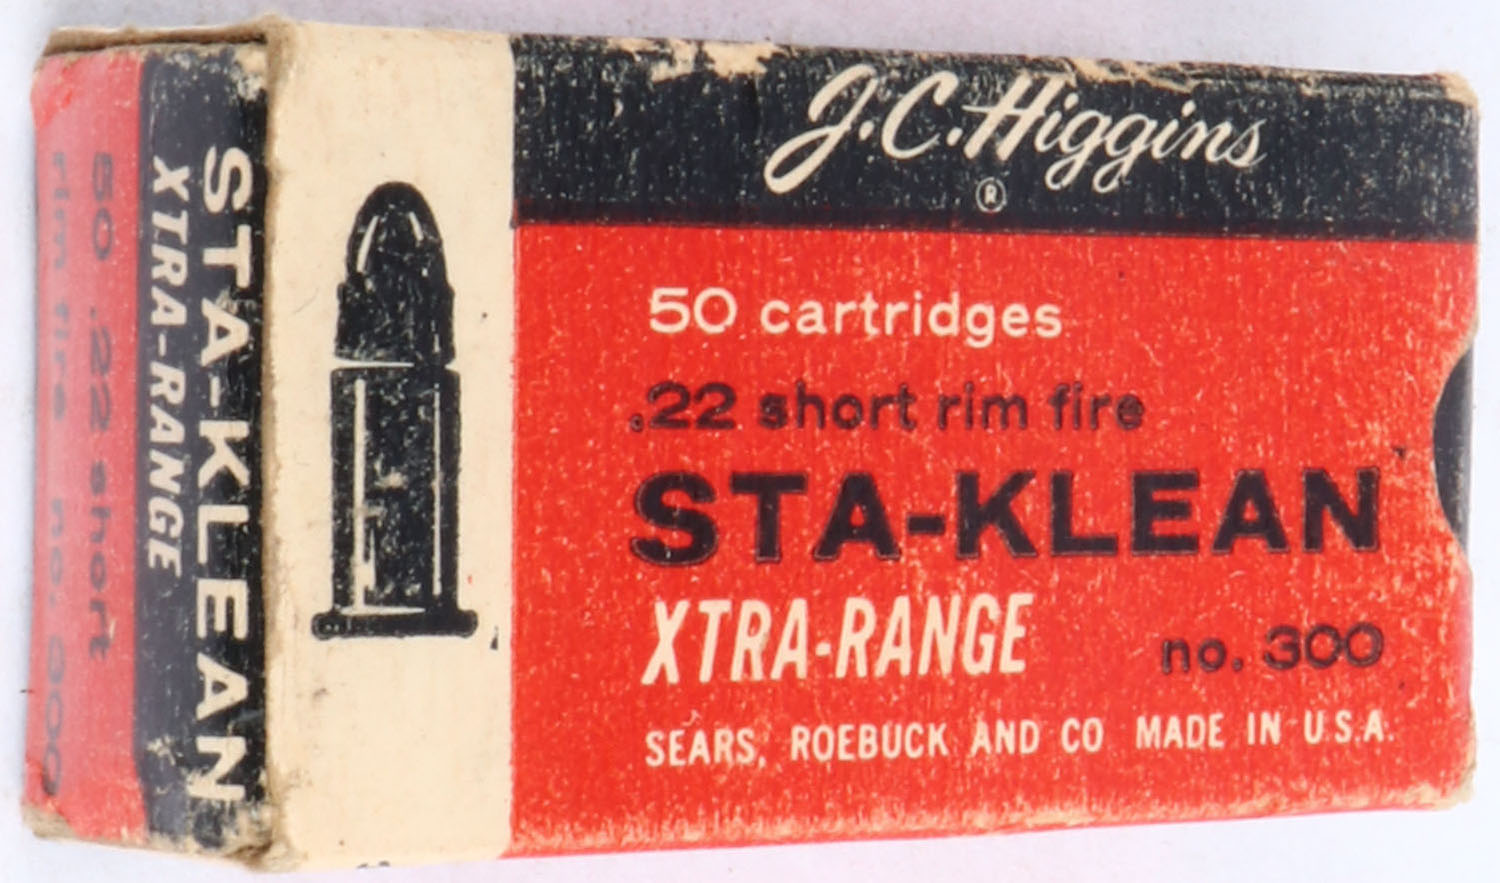 J.C. Higgins
®
50 cartridges
.22 short rim fire
STA-KLEAN
XTRA-RANGE
no. 300
SEARS, ROEBUCK AND CO MADE IN U.S.A.
STA-KLEAN
XTRA-RANGE
50 .22 short
rim fire no. 300